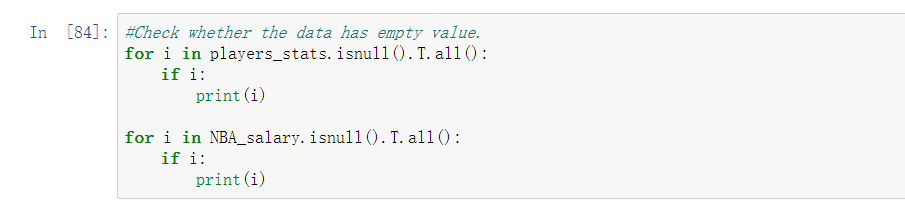 In [84]: #Check whether the data has empty value.
for i in players_stats.isnull().T.all():
    if i:
        print(i)

for i in NBA_salary.isnull().T.all():
    if i:
        print(i)